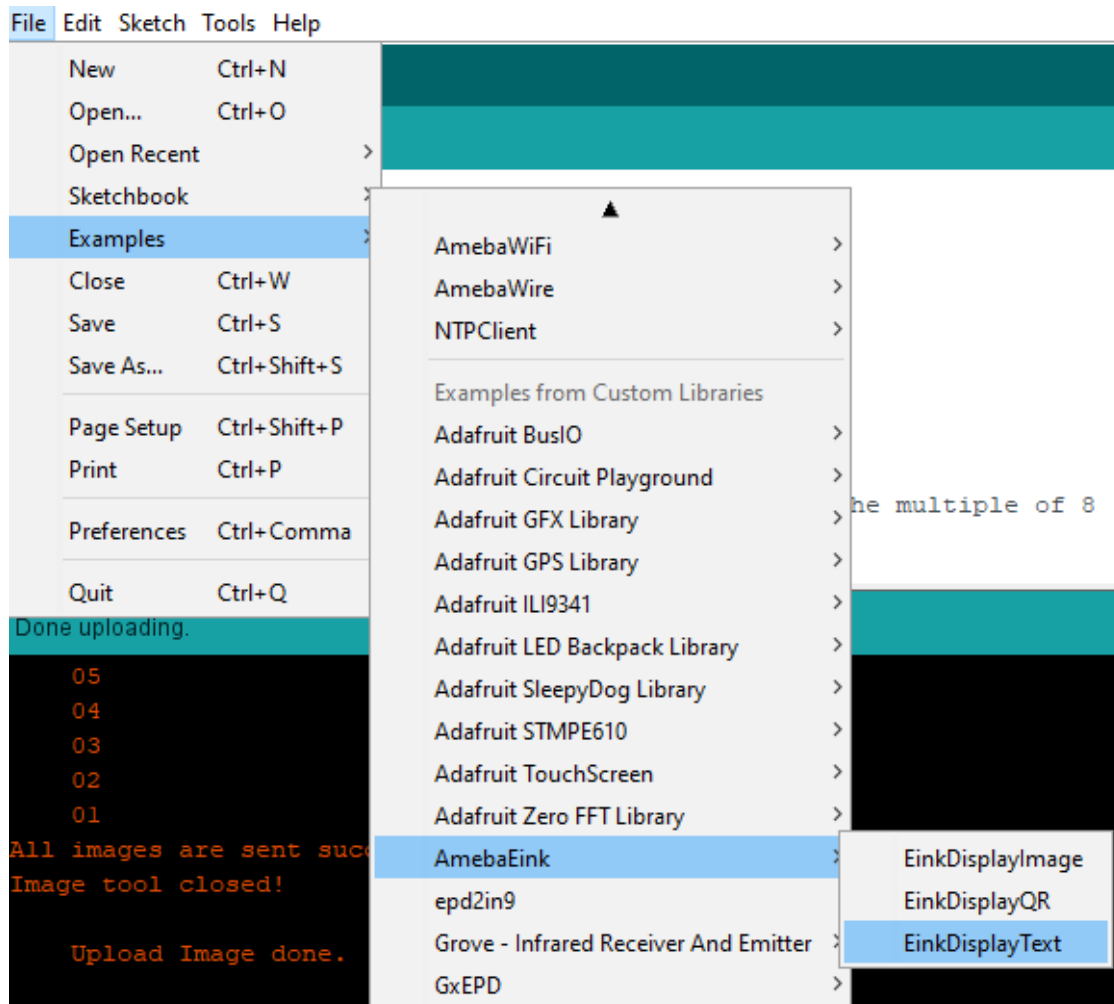 File Edit Sketch Tools Help
New Ctrl+N
Open... Ctrl+O
Open Recent
Sketchbook
Examples
Close Ctrl+W
Save Ctrl+S
Save As... Ctrl+Shift+S
Page Setup Ctrl+Shift+P
Print Ctrl+P
Preferences Ctrl+Comma
Quit Ctrl+Q
AmebaWiFi
AmebaWire
NTPClient
Examples from Custom Libraries
Adafruit BusIO
Adafruit Circuit Playground
Adafruit GFX Library
Adafruit GPS Library
Adafruit ILI9341
Adafruit LED Backpack Library
Adafruit SleepyDog Library
Adafruit STMPE610
Adafruit TouchScreen
Adafruit Zero FFT Library
AmebaEink
epd2in9
Grove - Infrared Receiver And Emitter
GxEPD
EinkDisplayImage
EinkDisplayQR
EinkDisplayText
he multiple of 8
Done uploading.
05
04
03
02
01
All images are sent succ
Image tool closed!
Upload Image done.